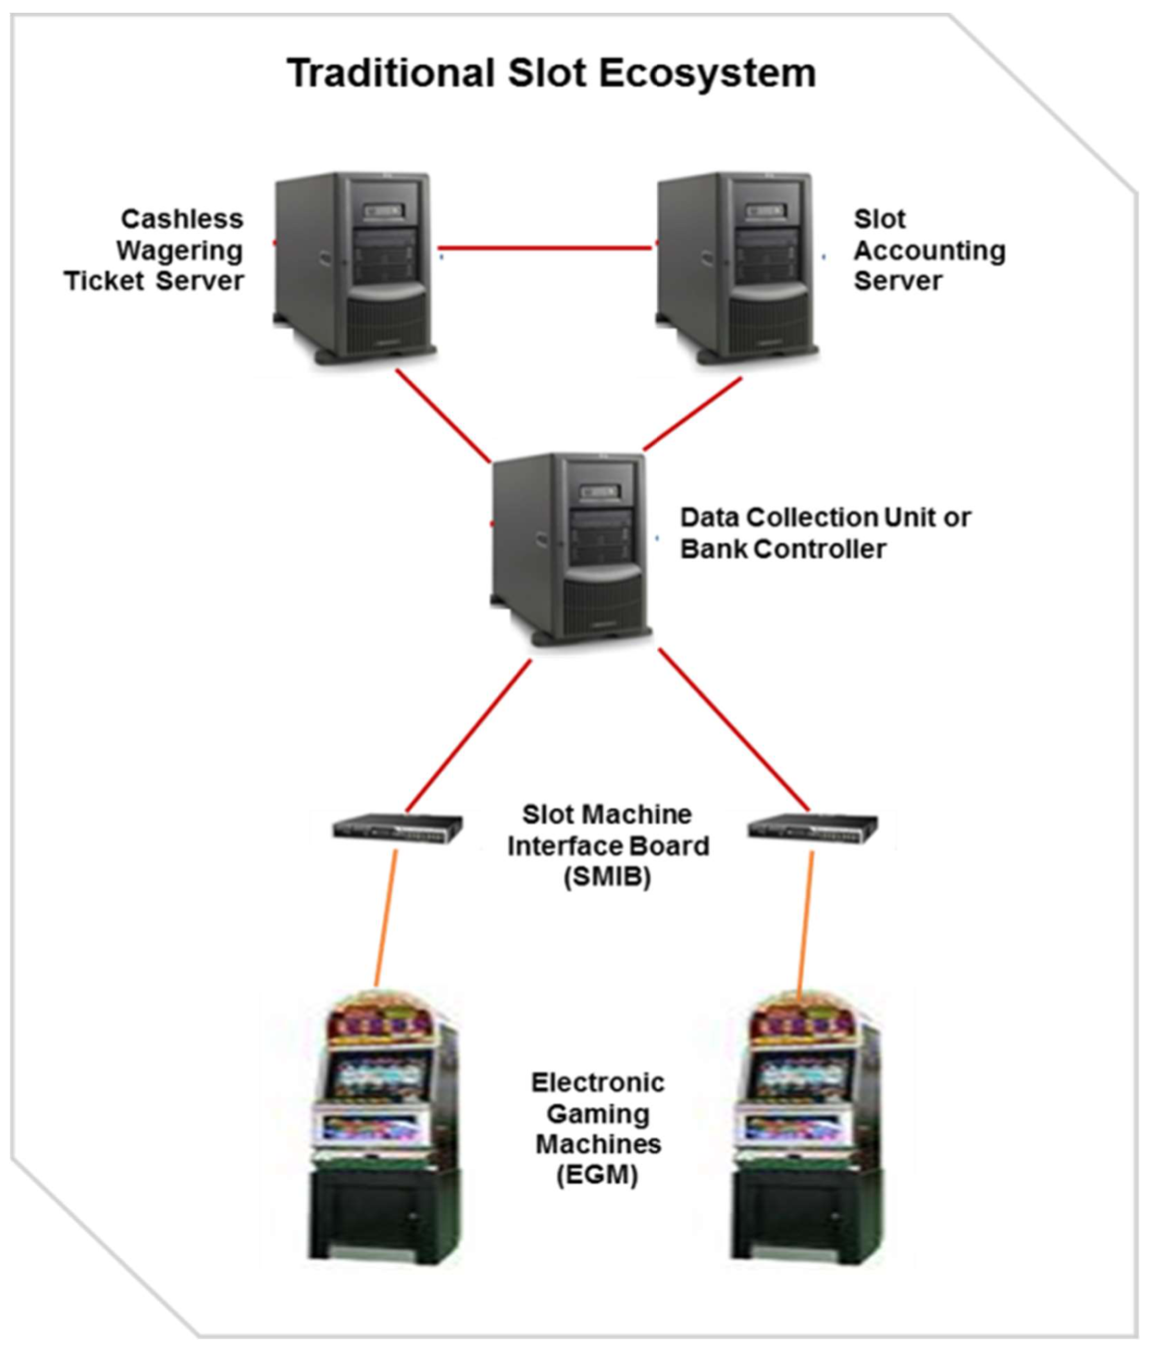 Traditional Slot Ecosystem
Cashless
Wagering
Ticket Server
Slot
Accounting
Server
Data Collection Unit or
Bank Controller
Slot Machine
Interface Board
(SMIB)
Electronic
Gaming
Machines
(EGM)